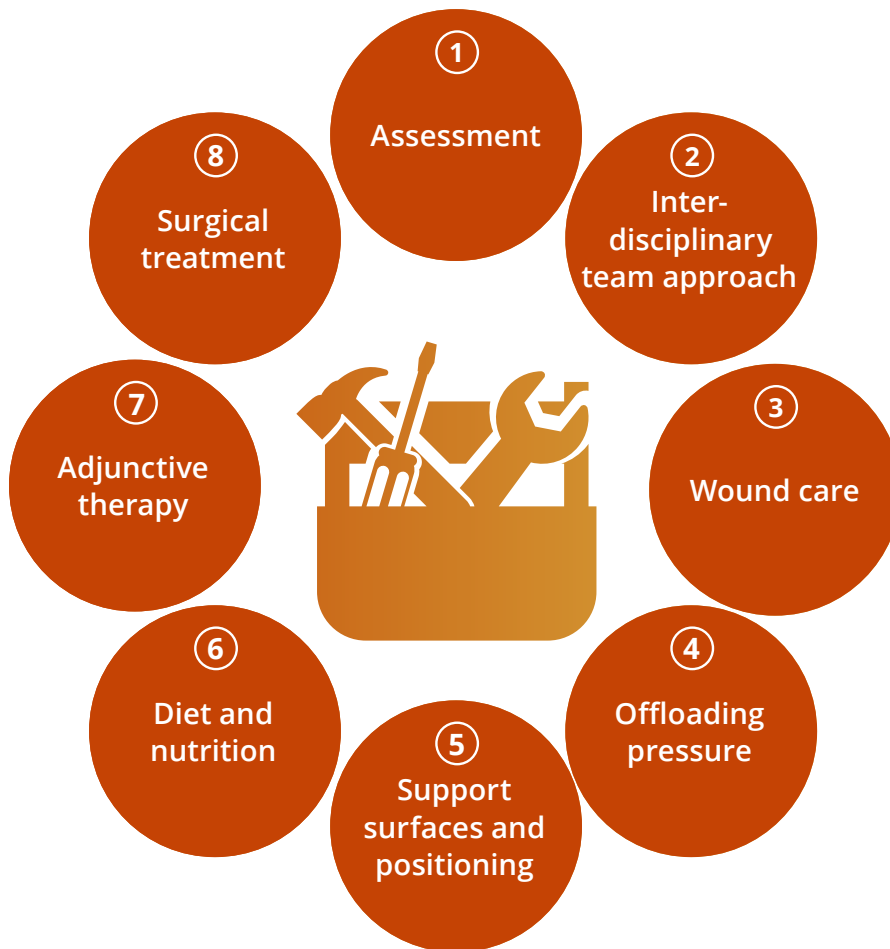 1
Assessment
2
Inter-
disciplinary
team approach
3
Wound care
4
Offloading
pressure
5
Support
surfaces and
positioning
6
Diet and
nutrition
7
Adjunctive
therapy
8
Surgical
treatment